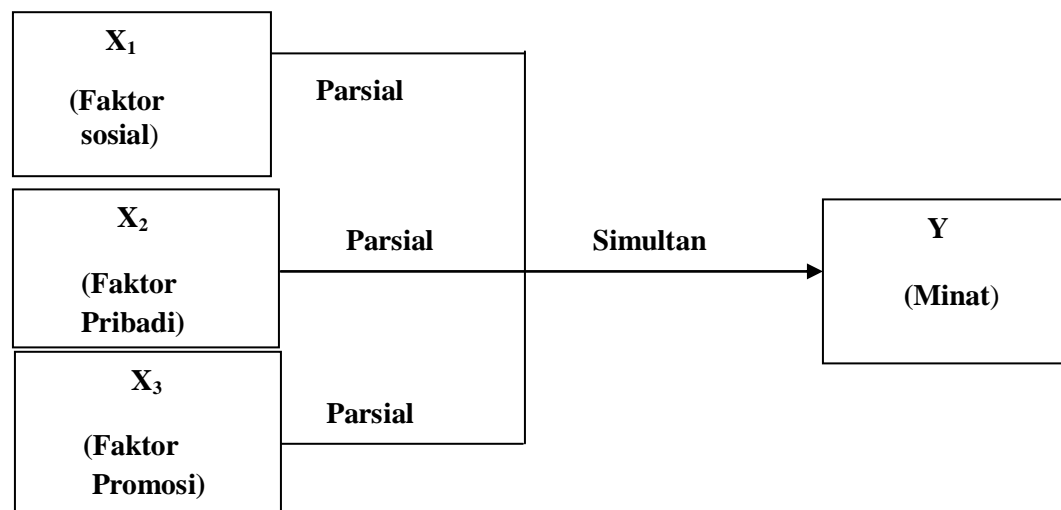 X₁
(Faktor
sosial)
Parsial
X₂
(Faktor
Pribadi)
Parsial
Simultan
Y
(Minat)
X₃
(Faktor
Promosi)
Parsial